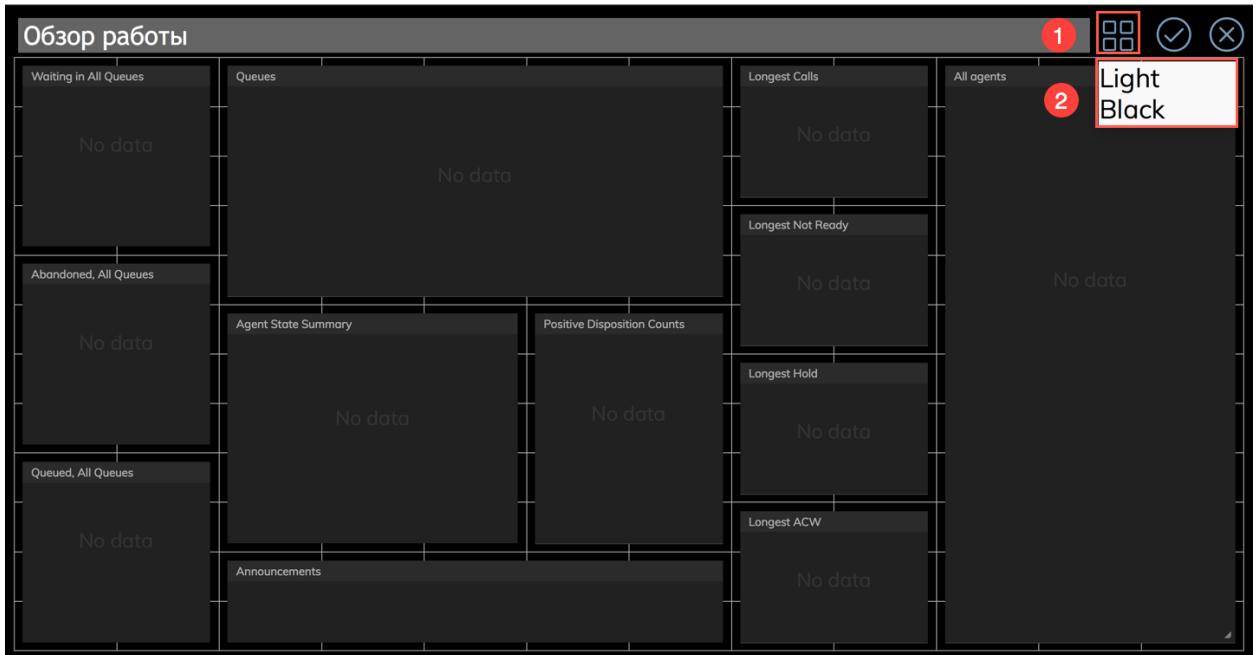 Обзор работы
1
Light
Black
2
Waiting in All Queues
No data
Abandoned, All Queues
No data
Queued, All Queues
No data
Queues
No data
Agent State Summary
No data
Positive Disposition Counts
No data
Announcements
Longest Calls
No data
Longest Not Ready
No data
Longest Hold
No data
Longest ACW
No data
All agents
No data